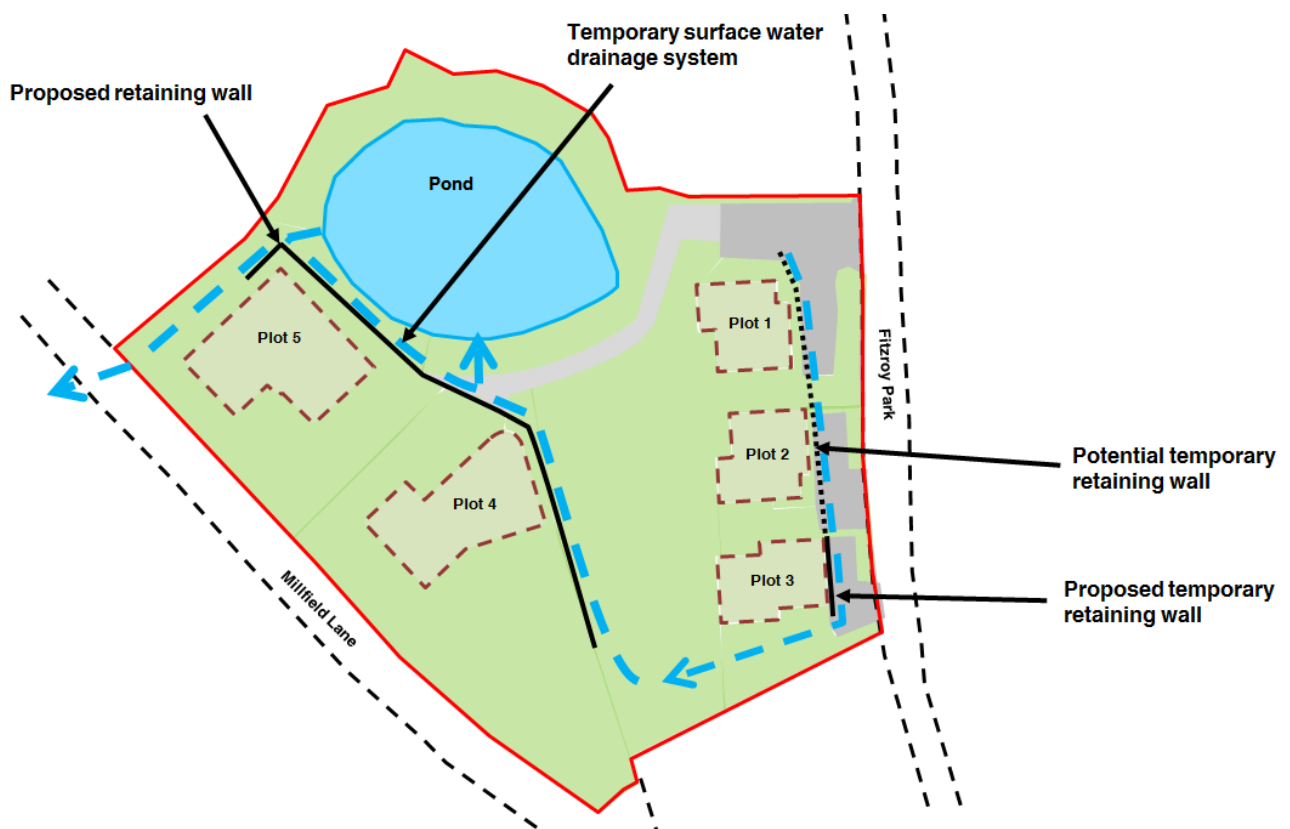 Temporary surface water
drainage system
Proposed retaining wall
Pond
Plot 1
Plot 5
Fitzroy Park
Plot 2
Potential temporary
retaining wall
Plot 4
Plot 3
Proposed temporary
retaining wall
Millfield Lane